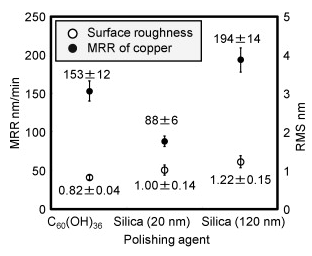 250
200
150
100
50
0
MRR nm/min
5
4
3
2
1
0
RMS nm
Surface roughness
MRR of copper
153±12
88±6
194±14
0.82±0.04
1.00±0.14
1.22±0.15
C60(OH)36
Silica (20 nm)
Silica (120 nm)
Polishing agent